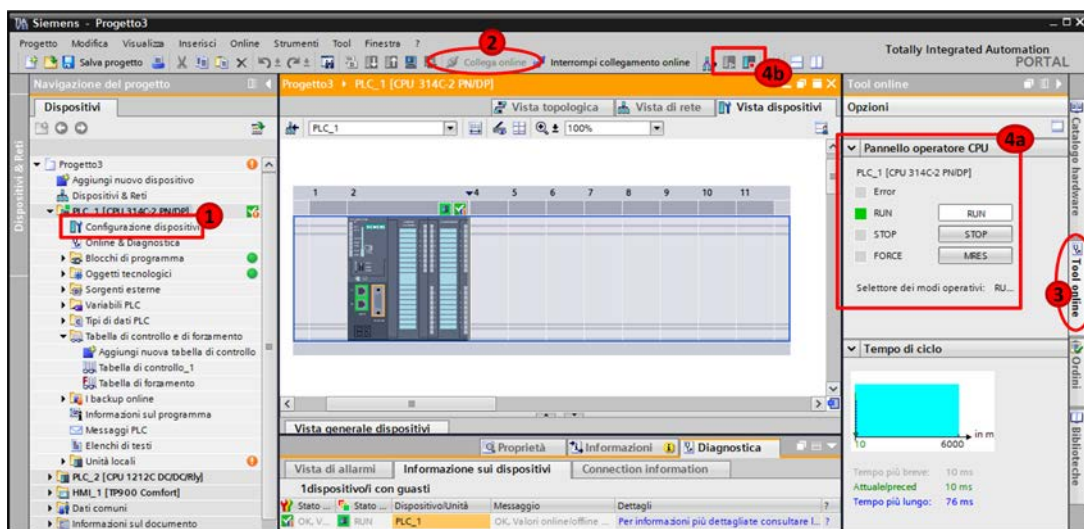 Siemens - Progetto3
Progetto Modifica Visualizza Inserisci Online Strumenti Tool Finestra ?
Totally Integrated Automation
PORTAL
Salva progetto
Collega online
Interrompi collegamento online
2
4b
Navigazione del progetto
Dispositivi
Dispositivi & Reti
Progetto3
Aggiungi nuovo dispositivo
Dispositivi & Reti
PLC_1 [CPU 314C-2 PN/DP]
1
Configurazione dispositivi
Online & Diagnostica
Blocchi di programma
Oggetti tecnologici
Sorgenti esterne
Variabili PLC
Tipi di dati PLC
Tabella di controllo e di forzamento
Aggiungi nuova tabella di controllo
Tabella di controllo_1
Tabella di forzamento
I backup online
Informazioni sul programma
Messaggi PLC
Elenchi di testi
Unità locali
PLC_2 [CPU 1212C DC/DC/Rly]
HMI_1 [TP900 Comfort]
Dati comuni
Informazioni sul documento
Progetto3 PLC_1 [CPU 314C-2 PN/DP]
Vista topologica
Vista di rete
Vista dispositivi
PLC_1
100%
1 2 4 5 6 7 8 9 10 11
SIEMENS
Vista generale dispositivi
Proprietà
Informazioni
Diagnostica
Vista di allarmi
Informazione sui dispositivi
Connection information
1dispositivo/i con guasti
Stato ... Stato ... Dispositivo/Unità Messaggio Dettagli ?
OK, V... RUN PLC_1 OK, Valori online/offline ... Per informazioni più dettagliate consultare l... ?
Tool online
Opzioni
4a
Pannello operatore CPU
PLC_1 [CPU 314C-2 PN/DP]
Error
RUN RUN
STOP STOP
FORCE MRES
Selettore dei modi operativi: RU...
Tempo di ciclo
10 6000 in m
Tempo più breve: 10 ms
Attuale/preced 10 ms
Tempo più lungo: 76 ms
Catalogo hardware
Tool online
3
Ordini
Biblioteche